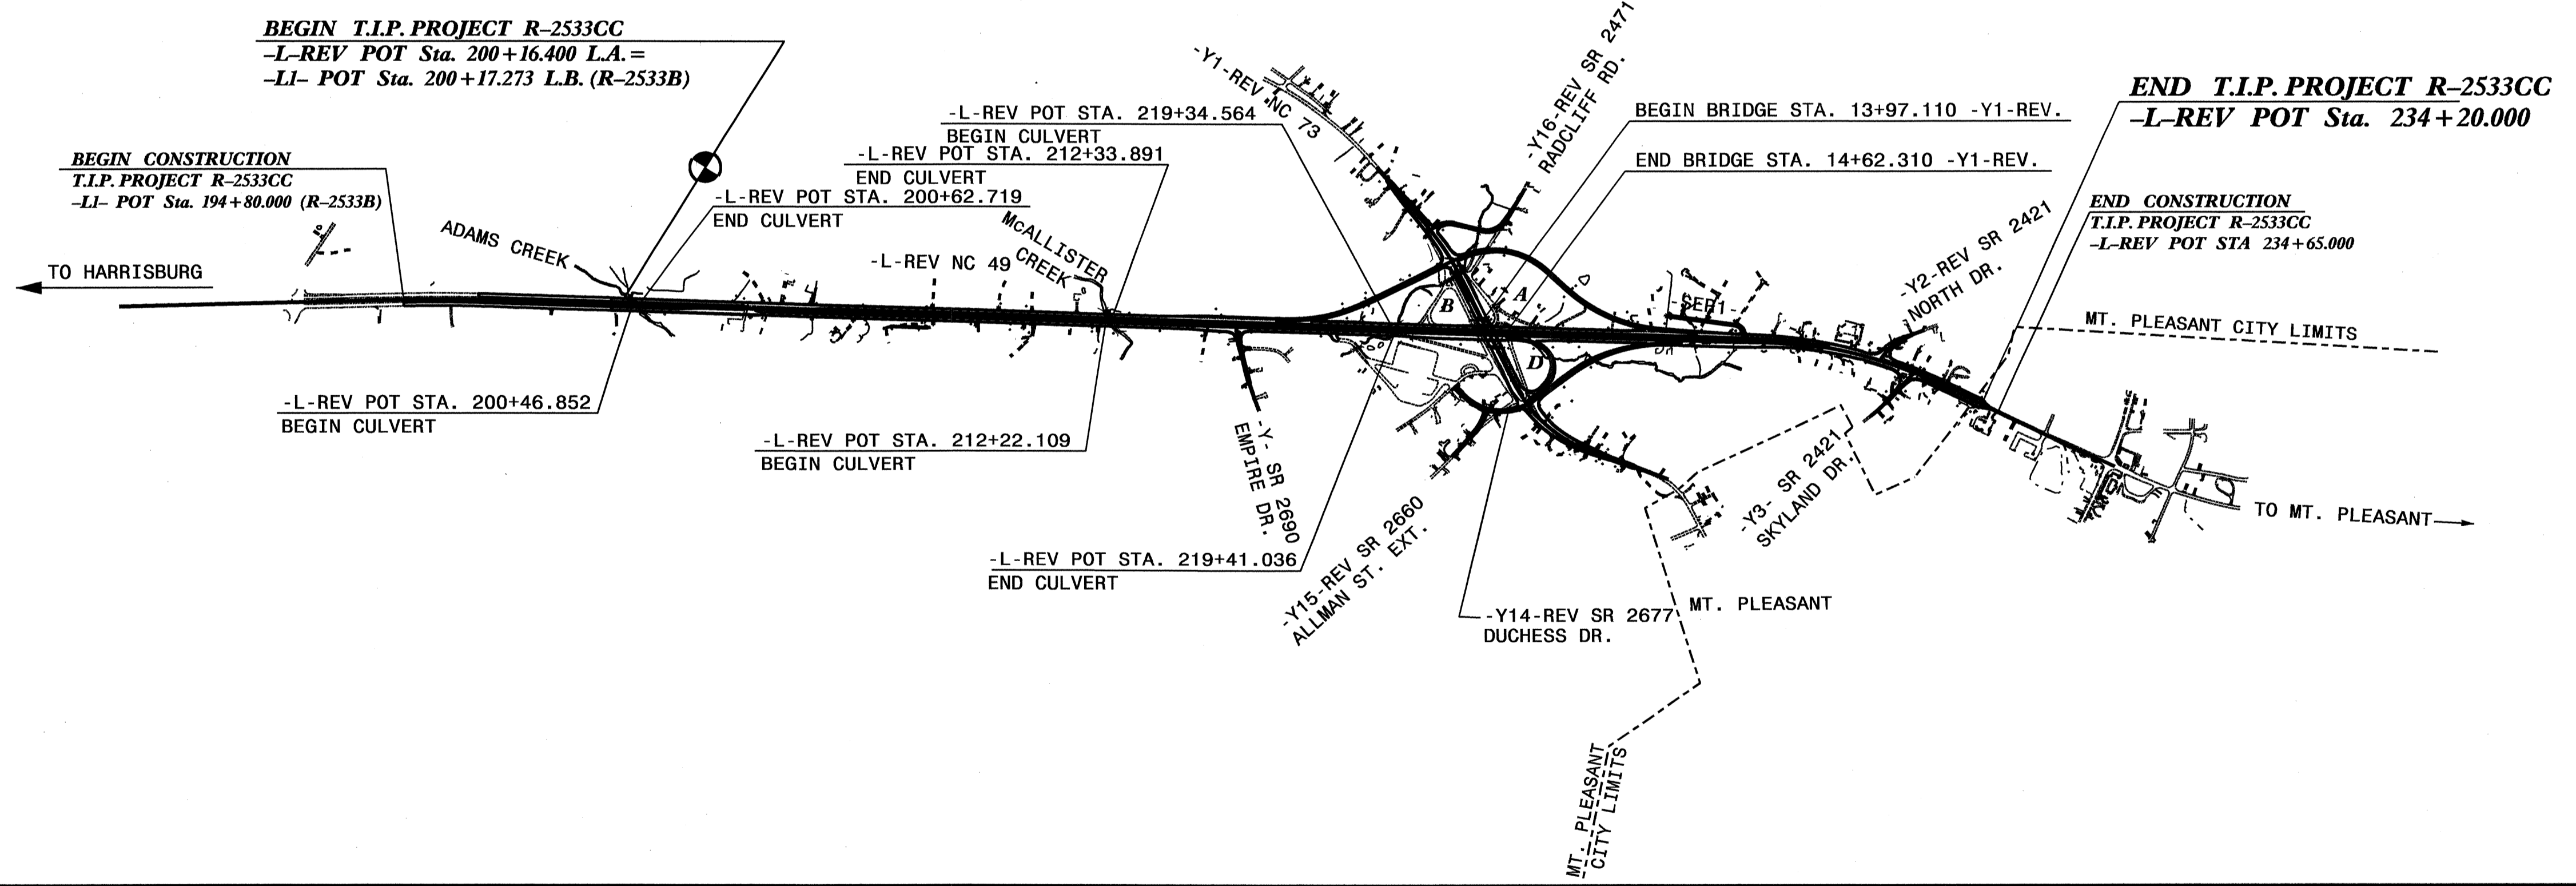 BEGIN T.I.P. PROJECT R-2533CC
-L-REV POT Sta. 200+16.400 L.A.=
-L1- POT Sta. 200+17.273 L.B. (R-2533B)
BEGIN CONSTRUCTION
T.I.P. PROJECT R-2533CC
-L1- POT Sta. 194+80.000 (R-2533B)
TO HARRISBURG
ADAMS CREEK
-L-REV POT STA. 219+34.564
BEGIN CULVERT
-L-REV POT STA. 212+33.891
END CULVERT
-L-REV POT STA. 200+62.719
END CULVERT
McALLISTER
CREEK
-L-REV NC 49
-Y1-REV NC 73
-Y16-REV SR 2471
RADCLIFF RD.
BEGIN BRIDGE STA. 13+97.110 -Y1-REV.
END BRIDGE STA. 14+62.310 -Y1-REV.
END T.I.P. PROJECT R-2533CC
-L-REV POT Sta. 234+20.000
END CONSTRUCTION
T.I.P. PROJECT R-2533CC
-L-REV POT STA 234+65.000
-Y2-REV SR 2421
NORTH DR.
MT. PLEASANT CITY LIMITS
A
B
D
-SER1-
-L-REV POT STA. 200+46.852
BEGIN CULVERT
-L-REV POT STA. 212+22.109
BEGIN CULVERT
-Y- SR 2690
EMPIRE DR.
-L-REV POT STA. 219+41.036
END CULVERT
-Y15-REV SR 2660
ALLMAN ST. EXT.
-Y14-REV SR 2677
DUCHESS DR.
-Y3- SR 2421
SKYLAND DR.
TO MT. PLEASANT
MT. PLEASANT
MT. PLEASANT
CITY LIMITS